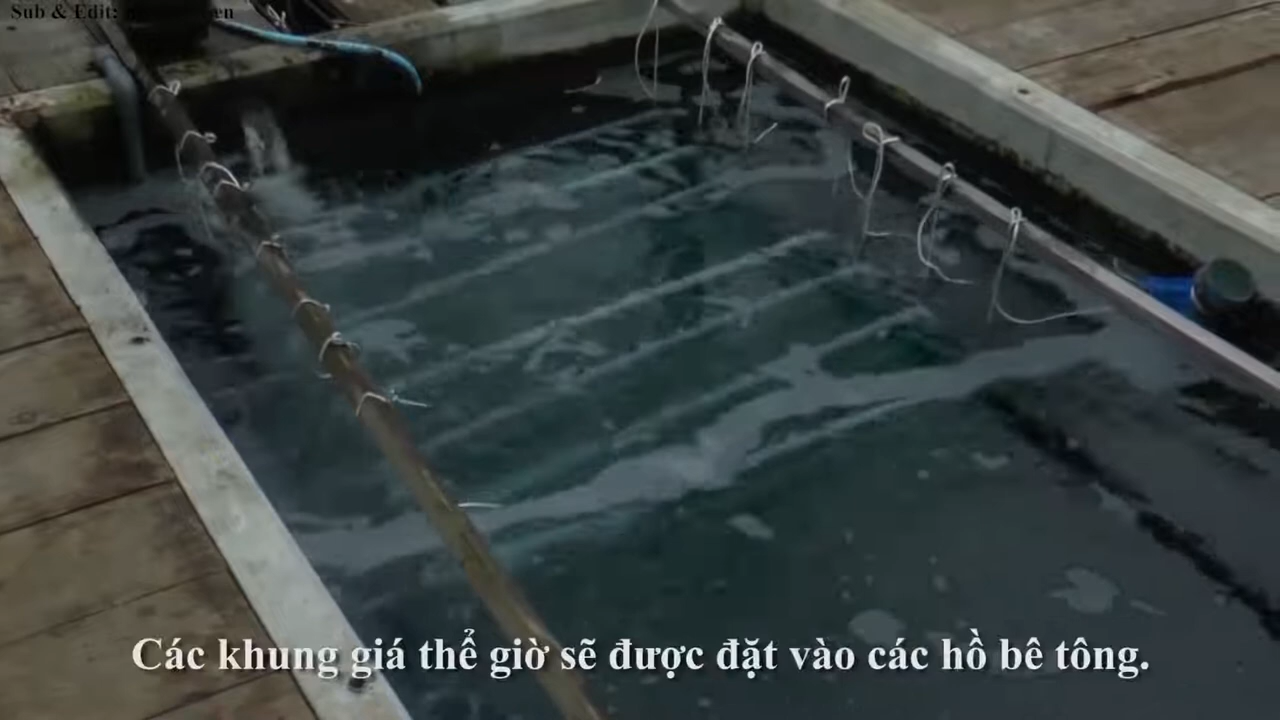 Sub & Edit:
Các khung giá thể giờ sẽ được đặt vào các hồ bê tông.